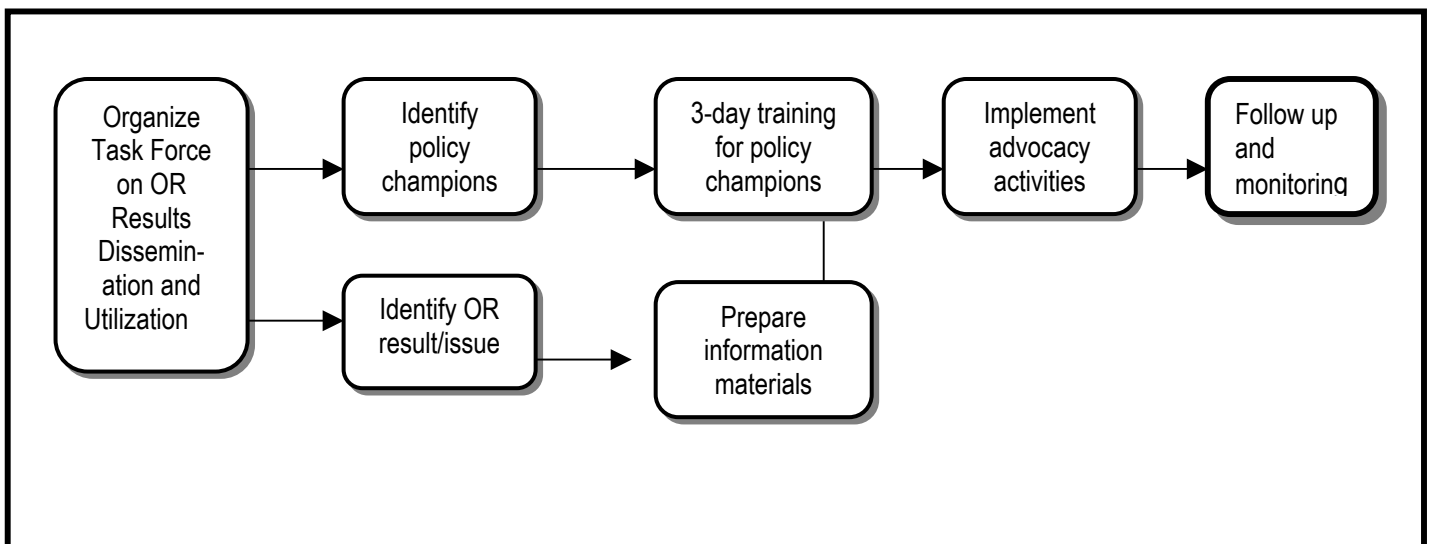 Organize
Task Force
on OR
Results
Dissemin-
ation and
Utilization
Identify
policy
champions
3-day training
for policy
champions
Implement
advocacy
activities
Follow up
and
monitoring
Identify OR
result/issue
Prepare
information
materials